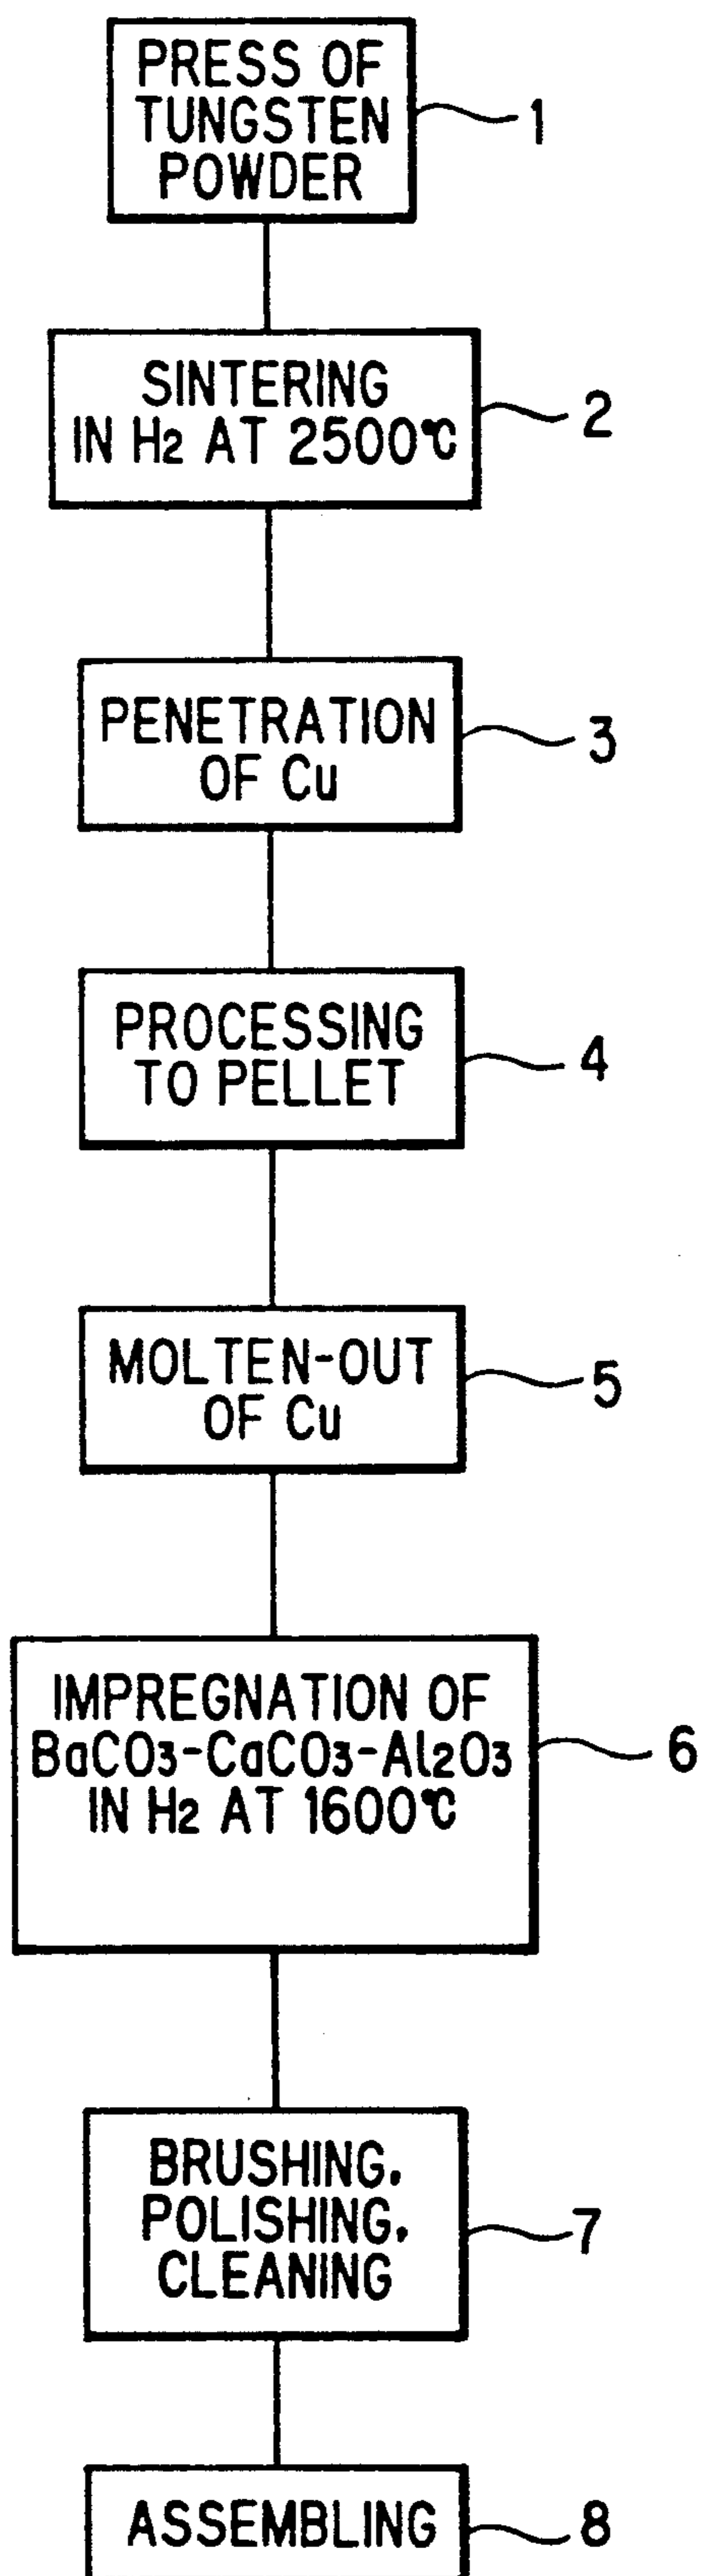 PRESS OF
TUNGSTEN
POWDER
1
SINTERING
IN H2 AT 2500℃
2
PENETRATION
OF Cu
3
PROCESSING
TO PELLET
4
MOLTEN-OUT
OF Cu
5
IMPREGNATION OF
BaCO3-CaCO3-Al2O3
IN H2 AT 1600℃
6
BRUSHING,
POLISHING,
CLEANING
7
ASSEMBLING
8